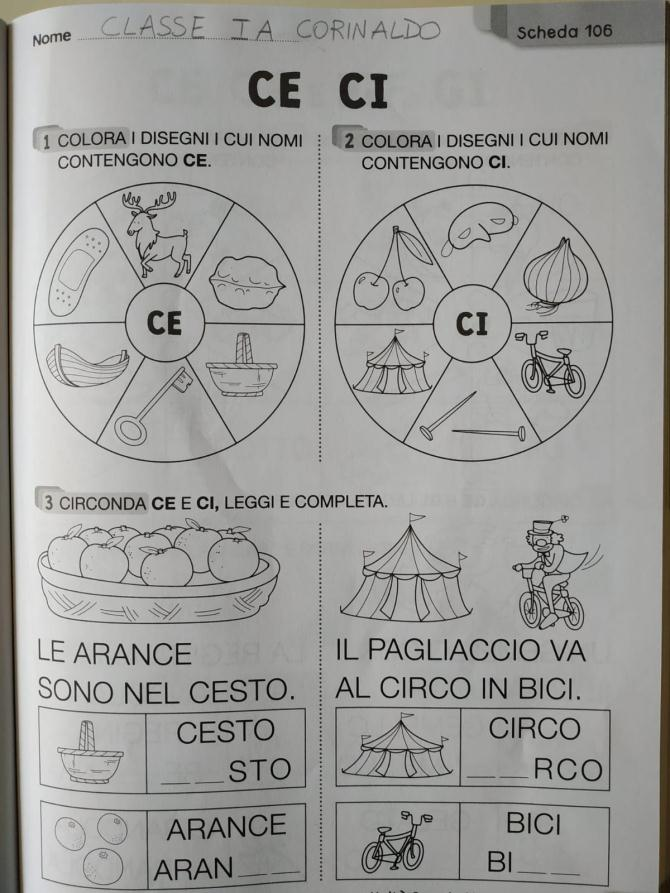 Nome CLASSE IA CORINALDO
Scheda 106
CE CI
1 COLORA I DISEGNI I CUI NOMI
CONTENGONO CE.
2 COLORA I DISEGNI I CUI NOMI
CONTENGONO CI.
CE
CI
3 CIRCONDA CE E CI, LEGGI E COMPLETA.
LE ARANCE
SONO NEL CESTO.
CESTO
_ _ STO
ARANCE
ARAN _ _
IL PAGLIACCIO VA
AL CIRCO IN BICI.
CIRCO
_ _ RCO
BICI
BI _ _